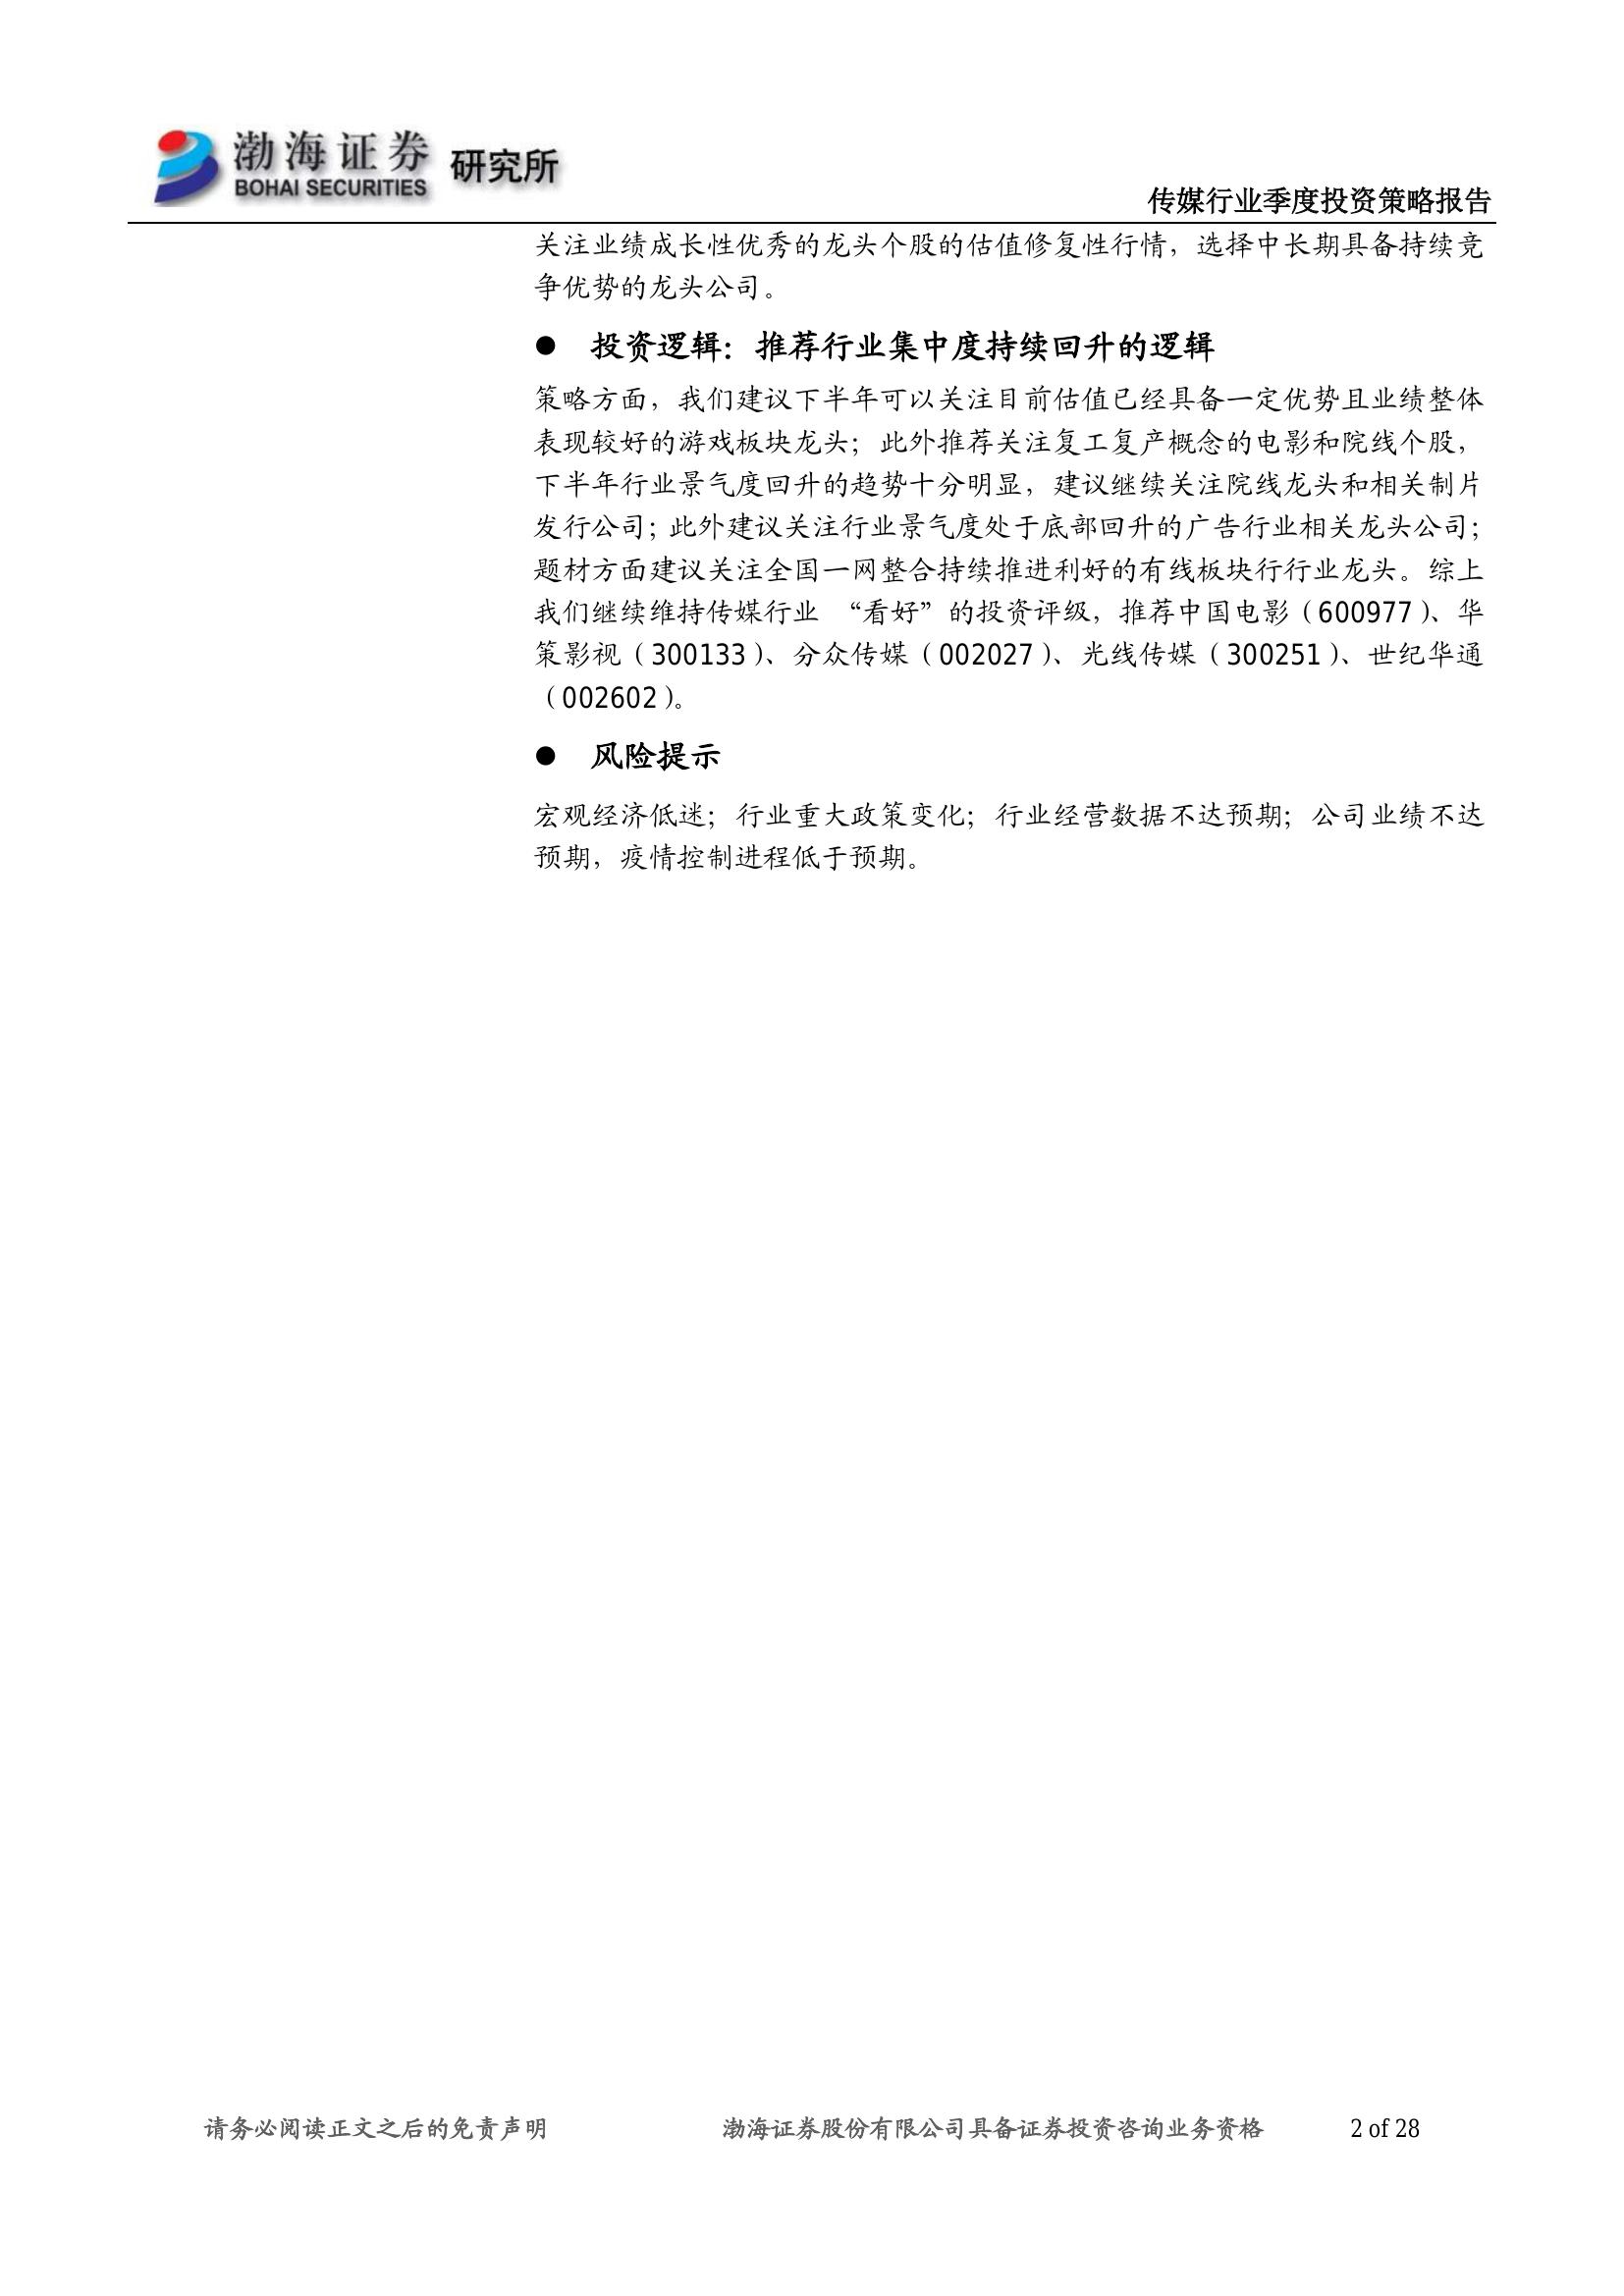 渤海证券
BOHAI SECURITIES
研究所
传媒行业季度投资策略报告
关注业绩成长性优秀的龙头个股的估值修复性行情，选择中长期具备持续竞
争优势的龙头公司。
● 投资逻辑：推荐行业集中度持续回升的逻辑
策略方面，我们建议下半年可以关注目前估值已经具备一定优势且业绩整体
表现较好的游戏板块龙头；此外推荐关注复工复产概念的电影和院线个股，
下半年行业景气度回升的趋势十分明显，建议继续关注院线龙头和相关制片
发行公司；此外建议关注行业景气度处于底部回升的广告行业相关龙头公司；
题材方面建议关注全国一网整合持续推进利好的有线板块行行业龙头。综上
我们继续维持传媒行业 “看好”的投资评级，推荐中国电影（600977）、华
策影视（300133）、分众传媒（002027）、光线传媒（300251）、世纪华通
（002602）。
● 风险提示
宏观经济低迷；行业重大政策变化；行业经营数据不达预期；公司业绩不达
预期，疫情控制进程低于预期。
请务必阅读正文之后的免责声明 渤海证券股份有限公司具备证券投资咨询业务资格 2 of 28